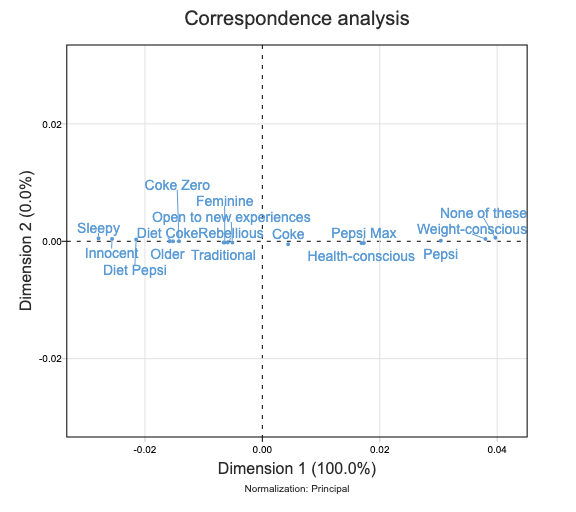 Correspondence analysis
Dimension 2 (0.0%)
0.02
0.00
-0.02
Coke Zero
Feminine
Open to new experiences
None of these
Sleepy
Diet Coke
Rebellious
Coke
Pepsi Max
Weight-conscious
Innocent
Older
Traditional
Health-conscious
Pepsi
Diet Pepsi
-0.02
0.00
0.02
0.04
Dimension 1 (100.0%)
Normalization: Principal